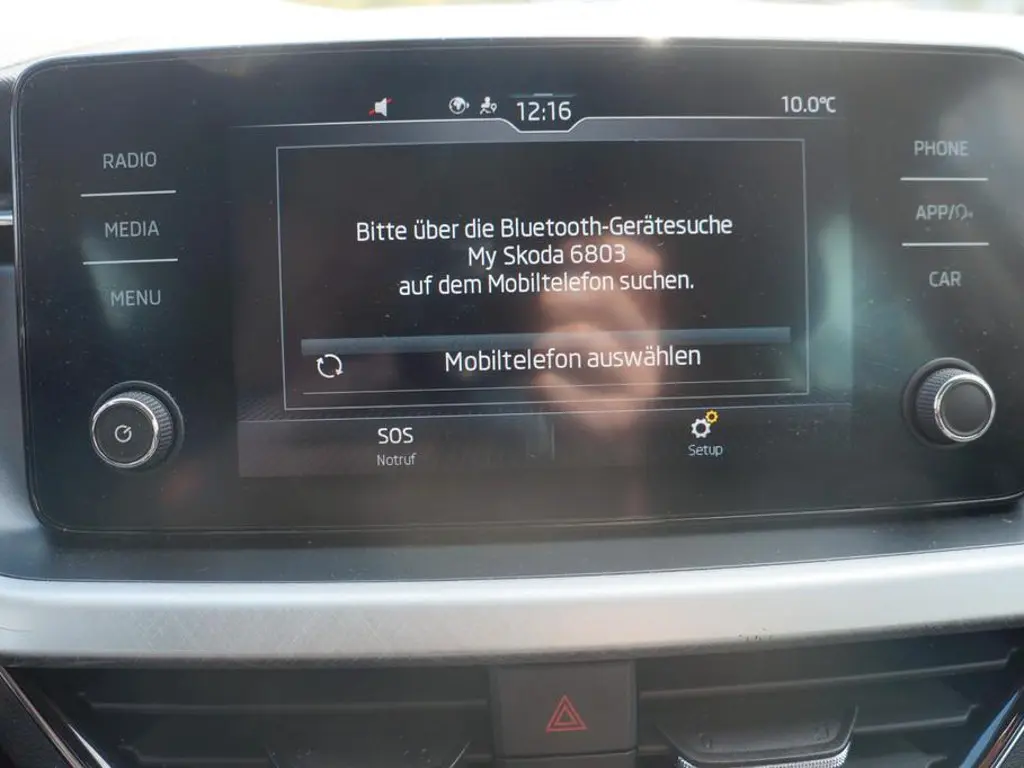 12:16
10.0°C
RADIO
MEDIA
MENU
PHONE
APP/
CAR
Bitte über die Bluetooth-Gerätesuche
My Skoda 6803
auf dem Mobiltelefon suchen.
Mobiltelefon auswählen
SOS
Notruf
Setup